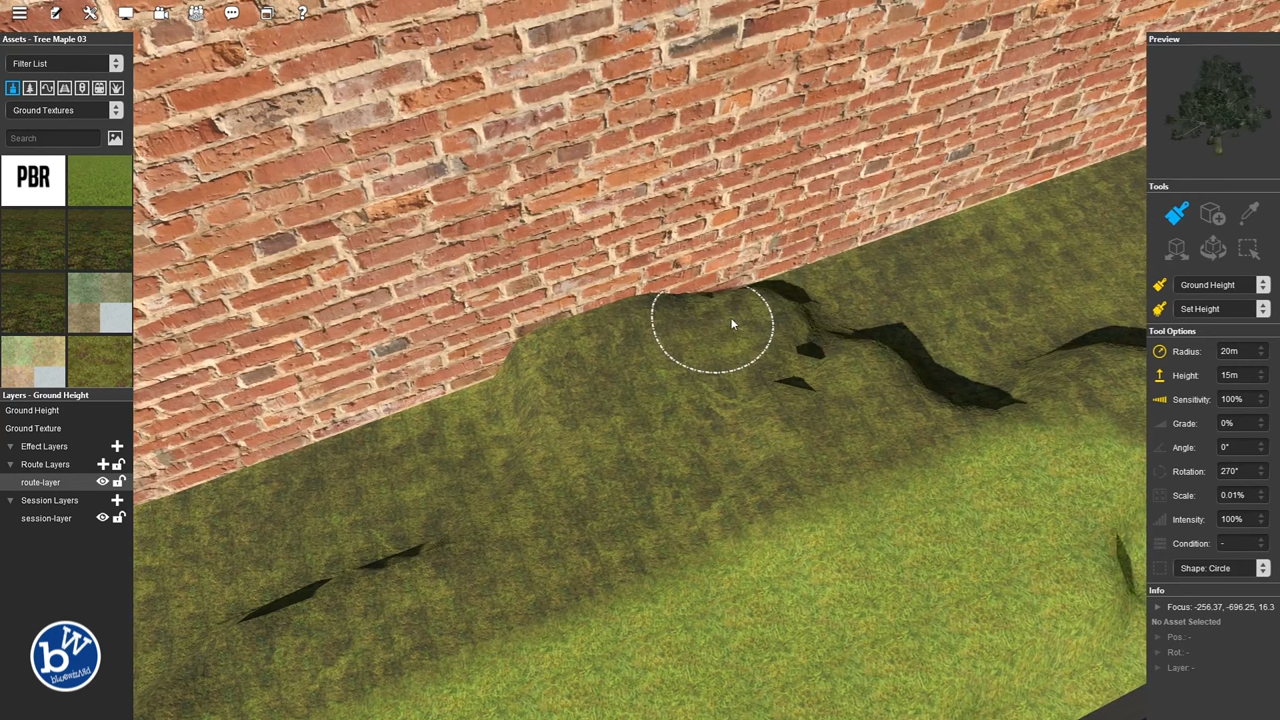 Assets - Tree Maple 03
Filter List
Ground Textures
Search
PBR
Layers - Ground Height
Ground Height
Ground Texture
Effect Layers
Route Layers
route-layer
Session Layers
session-layer
bw
bluewizard
Preview
Tools
Ground Height
Set Height
Tool Options
Radius: 20m
Height: 15m
Sensitivity: 100%
Grade: 0%
Angle: 0°
Rotation: 270°
Scale: 0.01%
Intensity: 100%
Condition: -
Shape: Circle
Info
Focus: -256.37, -696.25, 16.3
No Asset Selected
Pos.: -
Rot.: -
Layer: -